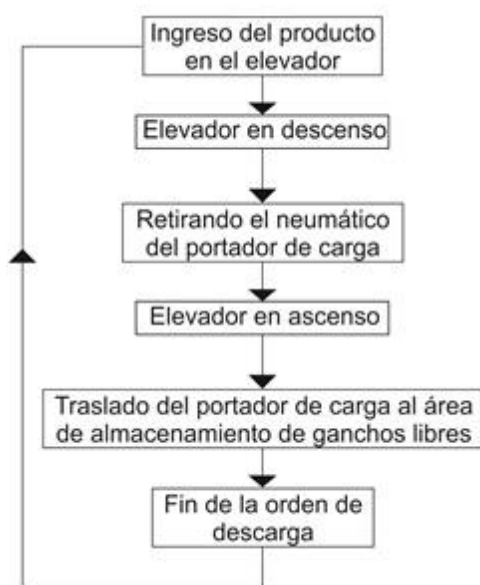 Ingreso del producto
en el elevador
Elevador en descenso
Retirando el neumático
del portador de carga
Elevador en ascenso
Traslado del portador de carga al área
de almacenamiento de ganchos libres
Fin de la orden de
descarga